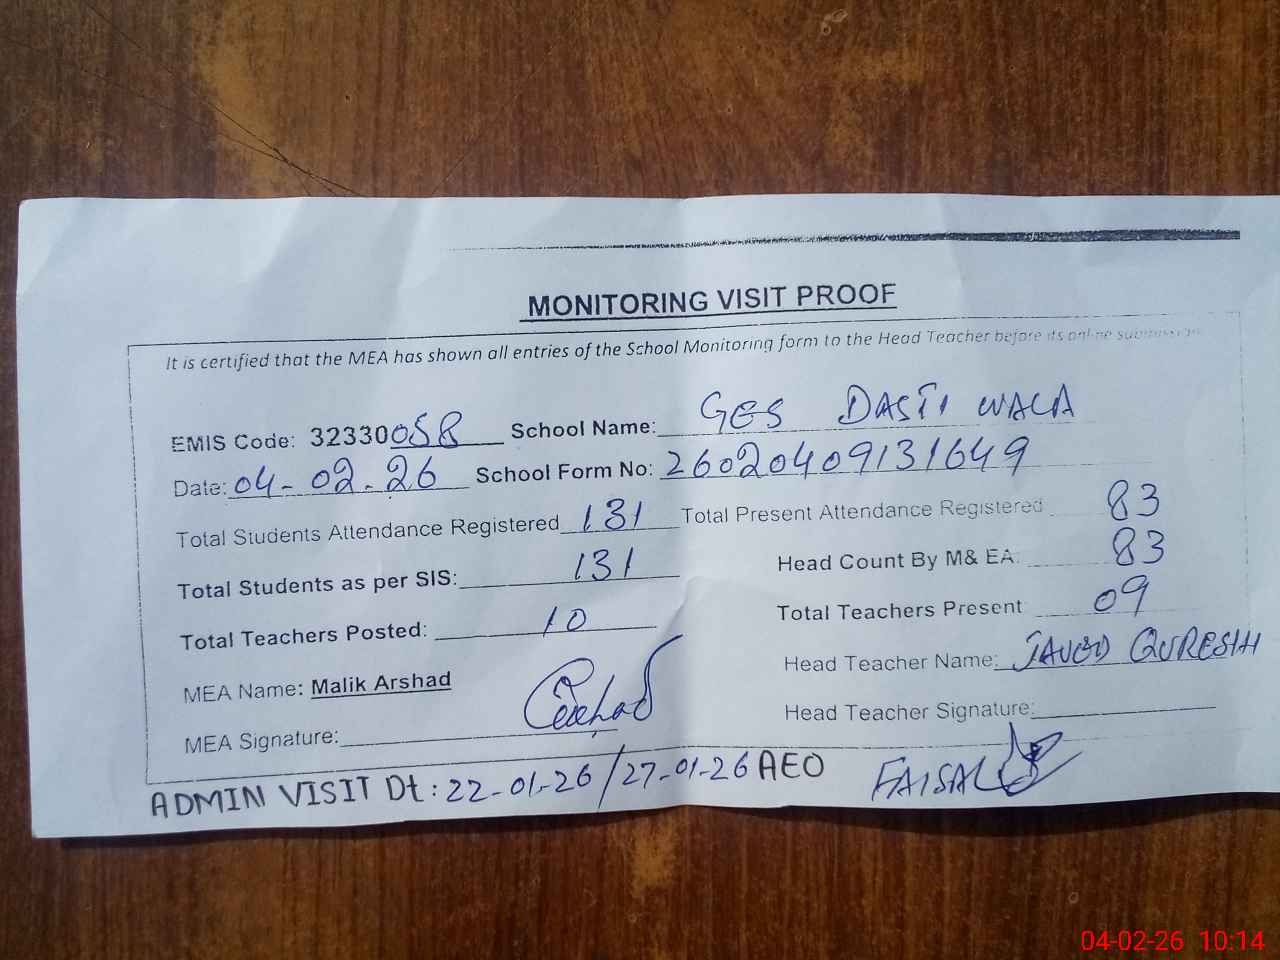 MONITORING VISIT PROOF
It is certified that the MEA has shown all entries of the School Monitoring form to the Head Teacher before its online submission
EMIS Code: 32330058 School Name: GES DASTI WALA
Date: 04-02-26 School Form No: 26020409131649
Total Students Attendance Registered 131 Total Present Attendance Registered 83
Total Students as per SIS: 131 Head Count By M& EA: 83
Total Teachers Posted: 10 Total Teachers Present 09
MEA Name: Malik Arshad Head Teacher Name: JAVED QURESHI
MEA Signature: Head Teacher Signature:
ADMIN VISIT Dt: 22-01-26/27-01-26 AEO FAISAL
04-02-26 10:14